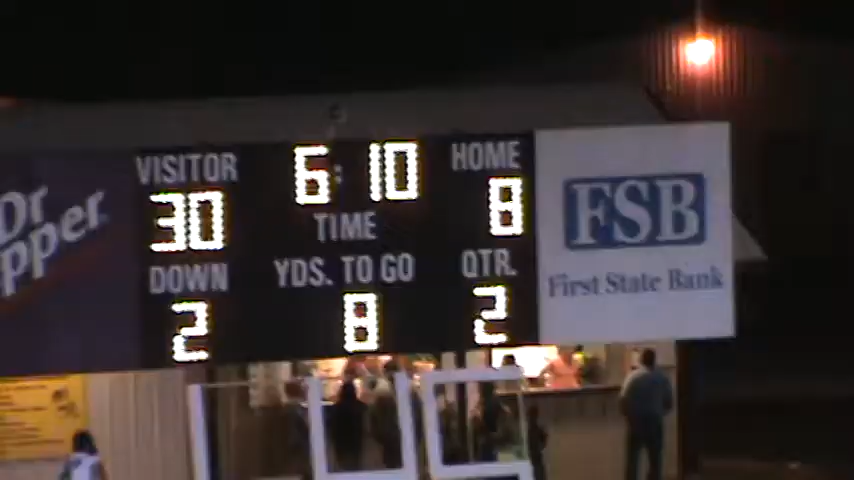 Dr
Pepper
VISITOR
30
6:10
TIME
HOME
8
DOWN
2
YDS. TO GO
8
QTR.
2
FSB
First State Bank